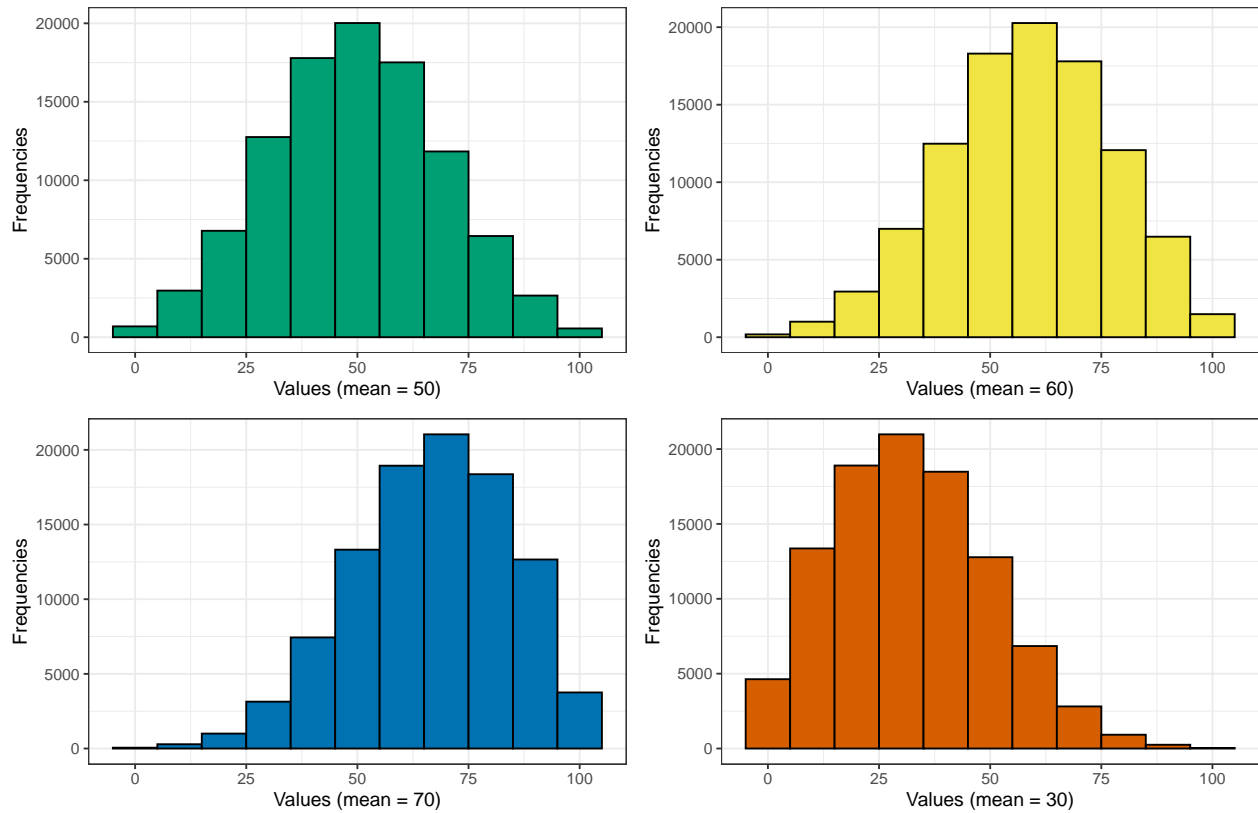 20000
15000
10000
5000
0
Frequencies
0 25 50 75 100
Values (mean = 50)
20000
15000
10000
5000
0
Frequencies
0 25 50 75 100
Values (mean = 60)
20000
15000
10000
5000
0
Frequencies
0 25 50 75 100
Values (mean = 70)
20000
15000
10000
5000
0
Frequencies
0 25 50 75 100
Values (mean = 30)